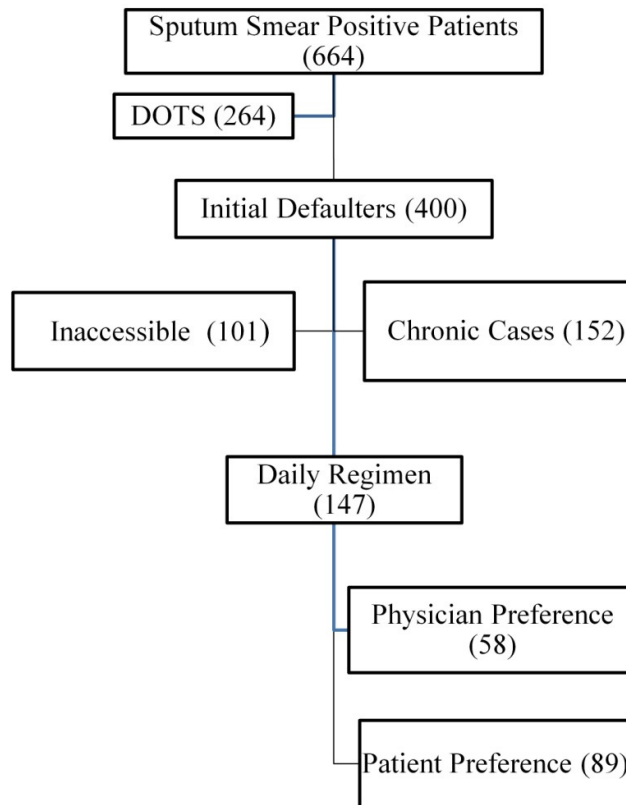 Sputum Smear Positive Patients
(664)
DOTS (264)
Initial Defaulters (400)
Inaccessible (101)
Chronic Cases (152)
Daily Regimen
(147)
Physician Preference
(58)
Patient Preference (89)